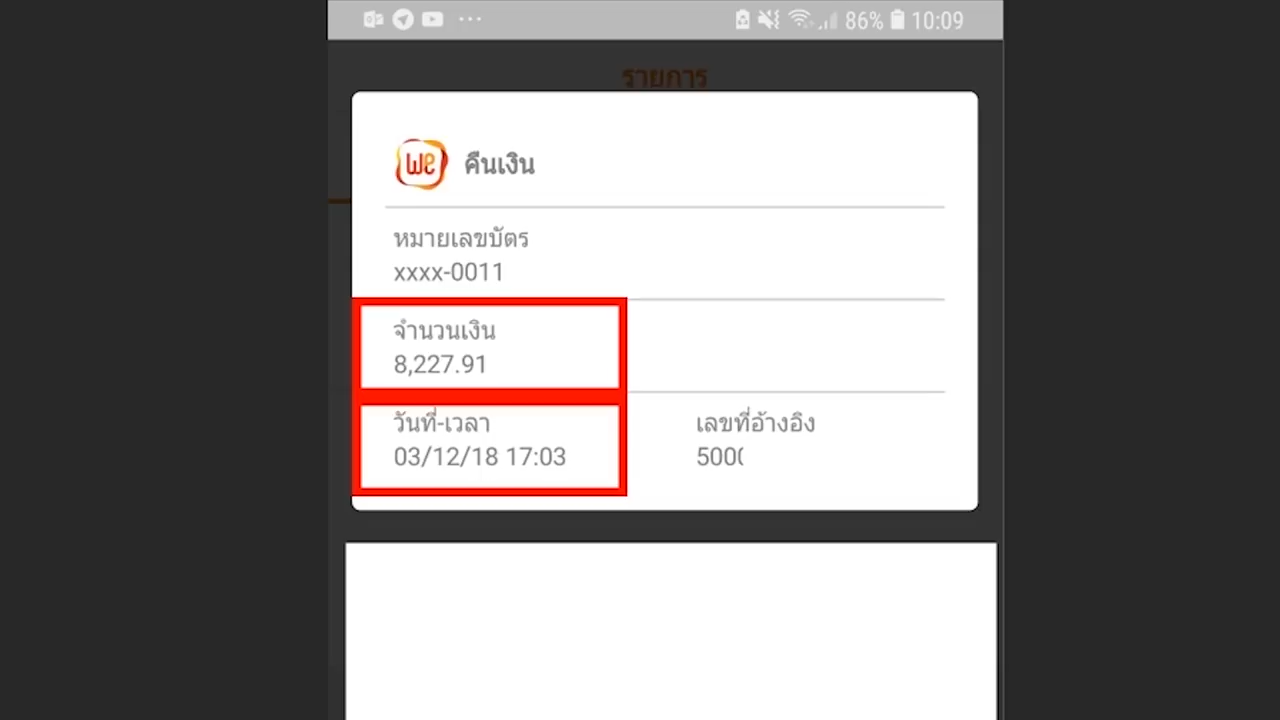 86% 10:09
รายการ
we คืนเงิน
หมายเลขบัตร
xxxx-0011
จำนวนเงิน
8,227.91
วันที่-เวลา เลขที่อ้างอิง
03/12/18 17:03 500